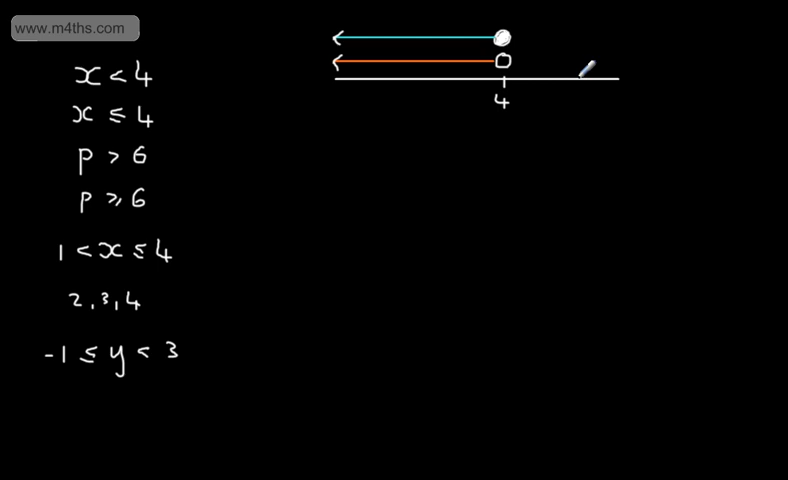 www.m4ths.com
x < 4
x ≤ 4
p > 6
p ≥ 6
1 < x ≤ 4
2, 3, 4
-1 ≤ y < 3
4